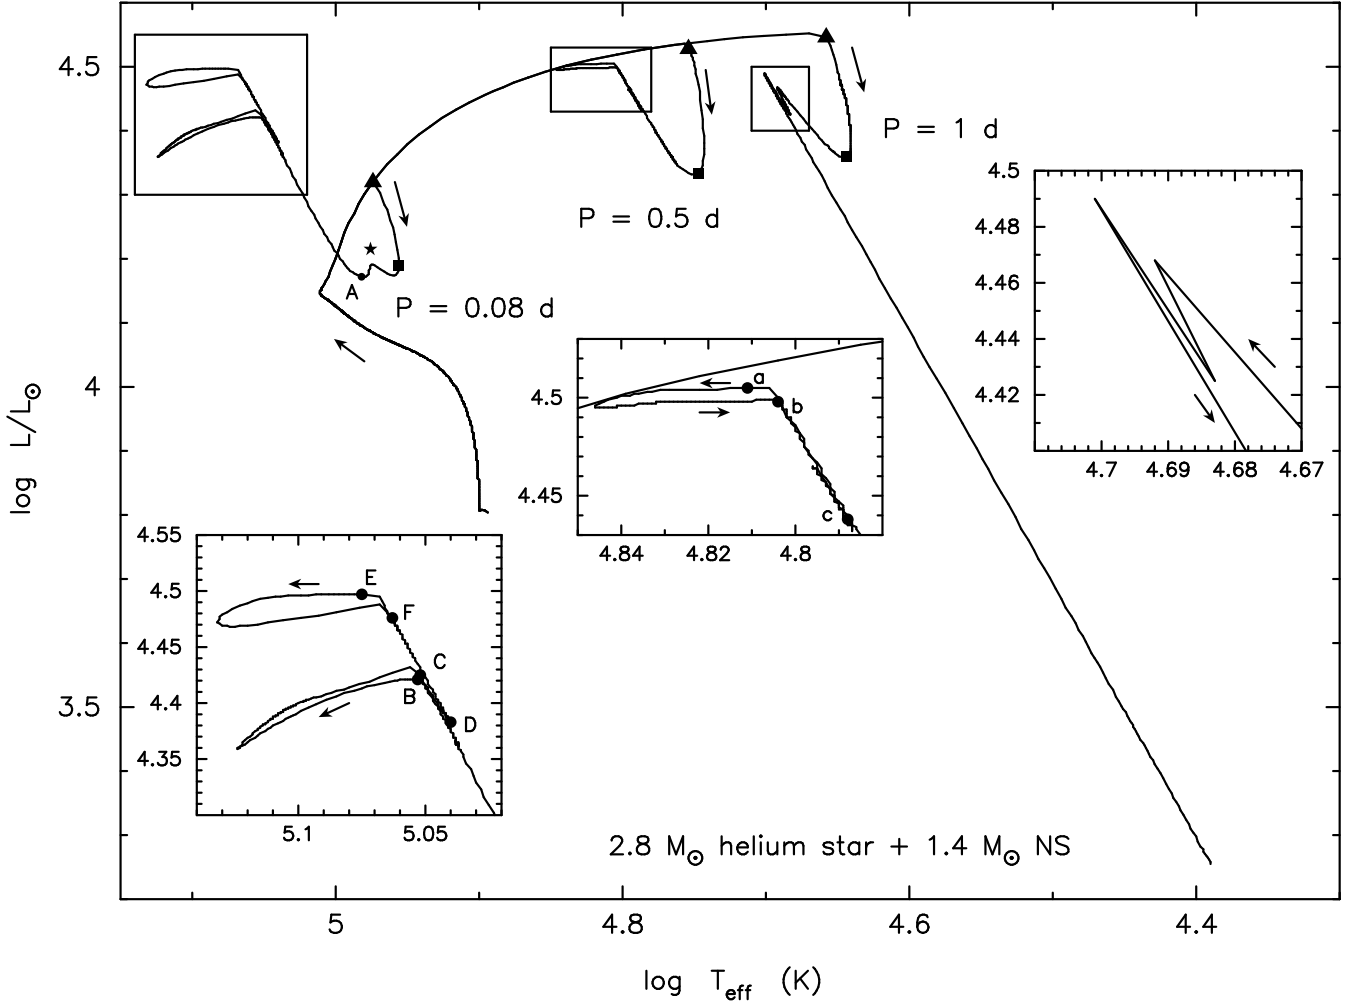 4.5
4
3.5
log L/L⊙
5
4.8
4.6
4.4
log Teff (K)
P = 1 d
P = 0.5 d
P = 0.08 d
A
2.8 M⊙ helium star + 1.4 M⊙ NS
4.5
4.48
4.46
4.44
4.42
4.7
4.69
4.68
4.67
4.5
4.45
4.84
4.82
4.8
a
b
c
4.55
4.5
4.45
4.4
4.35
5.1
5.05
E
F
C
B
D